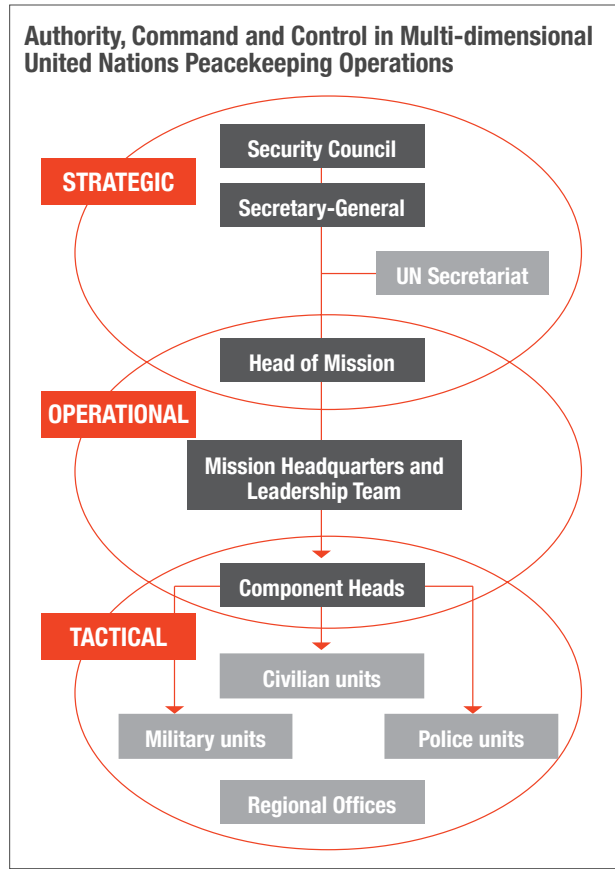 Authority, Command and Control in Multi-dimensional
United Nations Peacekeeping Operations
Security Council
STRATEGIC
Secretary-General
UN Secretariat
Head of Mission
OPERATIONAL
Mission Headquarters and
Leadership Team
Component Heads
TACTICAL
Civilian units
Military units
Police units
Regional Offices